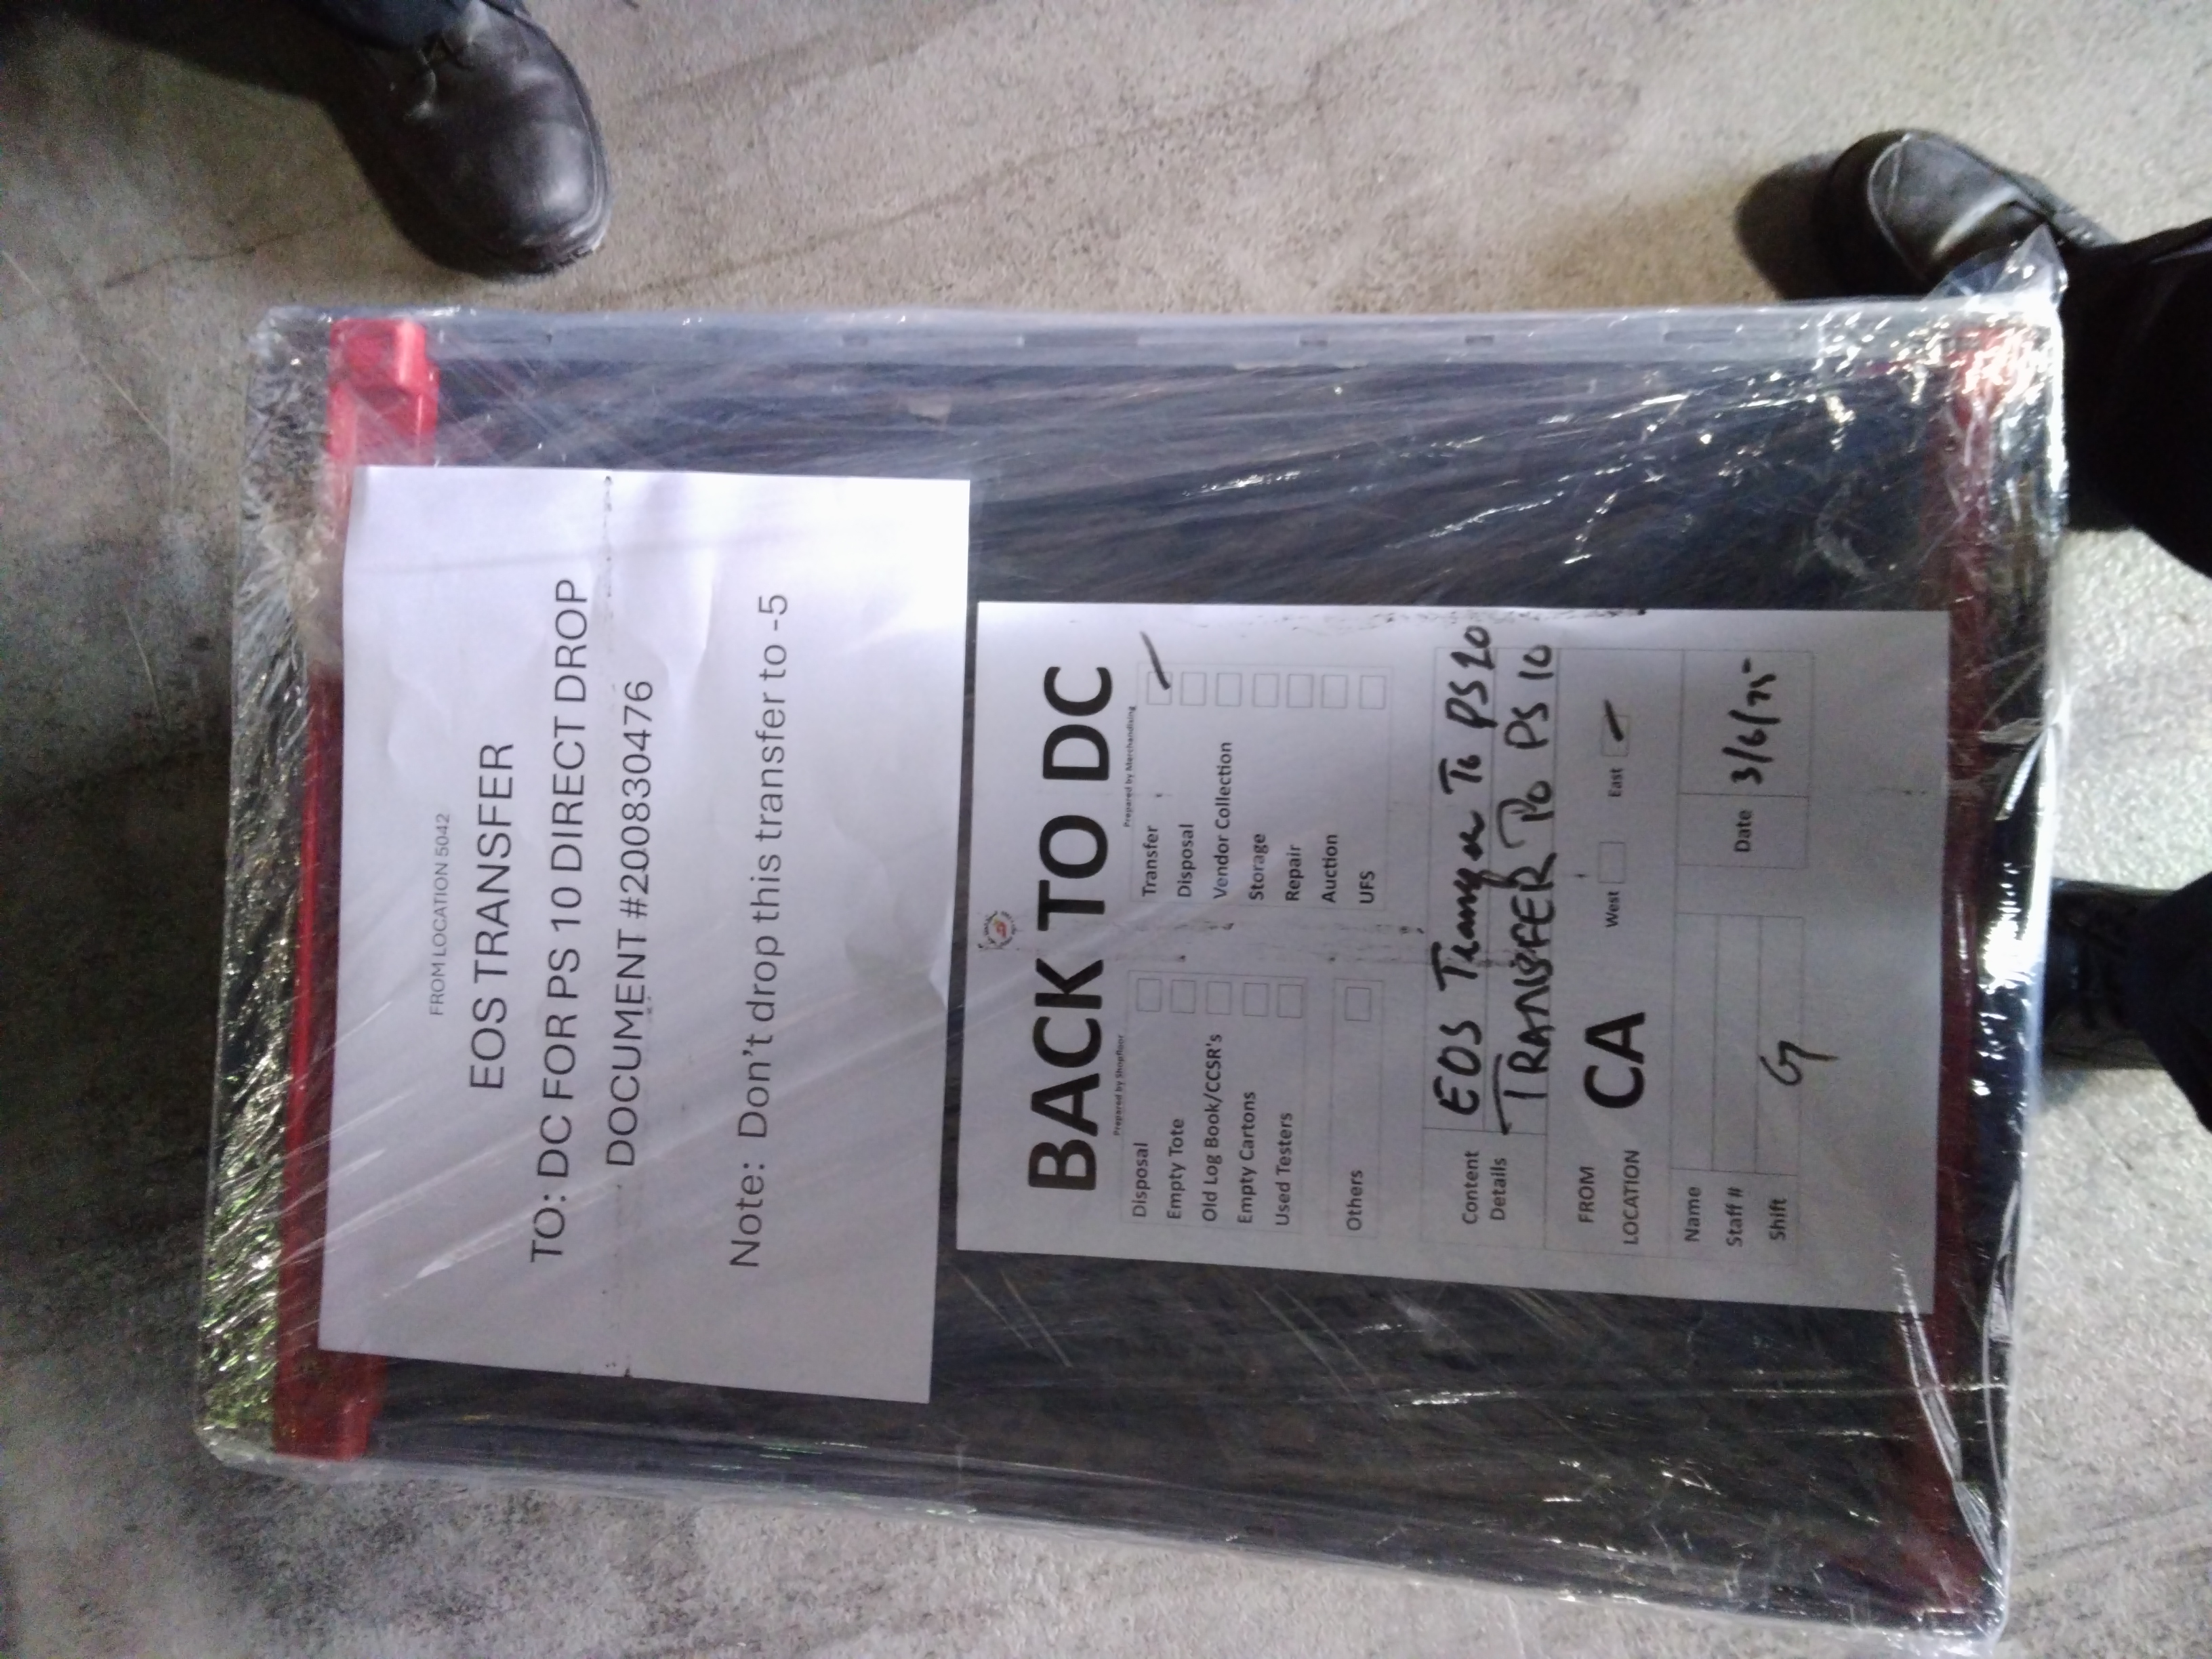 FROM LOCATION 5042
EOS TRANSFER
TO: DC FOR PS 10 DIRECT DROP
DOCUMENT #2008304476
Note: Don't drop this transfer to -5
BACK TO DC
Prepared by Shopfloor
Disposal
Empty Tote
Old Log Book/CCSR's
Empty Cartons
Used Testers
Others
Prepared by Merchandising
Transfer
Disposal
Vendor Collection
Storage
Repair
Auction
UFS
Content Details
EOS To PS 20
TRANSFER PS 10
FROM LOCATION
CA
West
East
Name
Staff #
Shift
G
Date
3/6/25